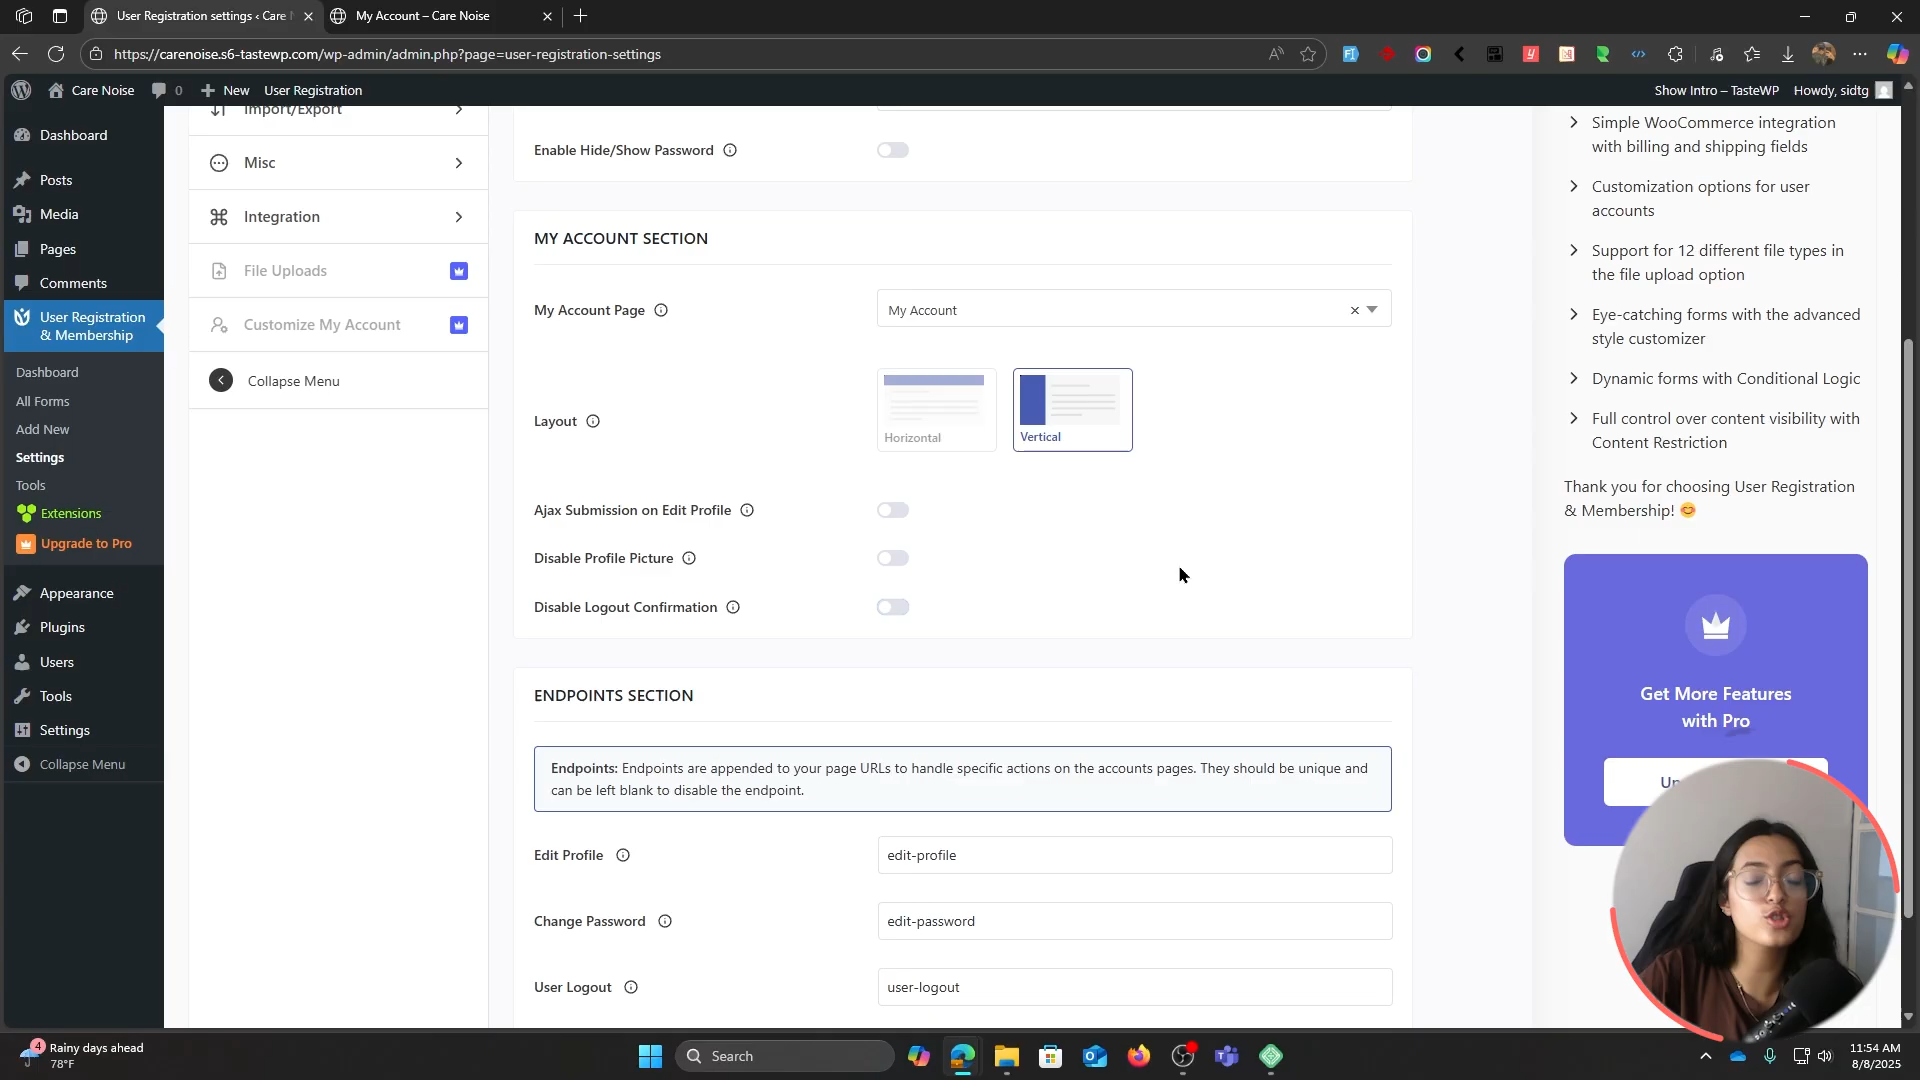 User Registration settings ‹ Care
My Account – Care Noise
https://carenoise.s6-tastewp.com/wp-admin/admin.php?page=user-registration-settings
Care Noise
0
New
User Registration
Show Intro – TasteWP
Howdy, sidtg
Dashboard
Posts
Media
Pages
Comments
User Registration
& Membership
Dashboard
All Forms
Add New
Settings
Tools
Extensions
Upgrade to Pro
Appearance
Plugins
Users
Tools
Settings
Collapse Menu
Import/Export
Misc
Integration
File Uploads
Customize My Account
Collapse Menu
Enable Hide/Show Password
MY ACCOUNT SECTION
My Account Page
My Account
Layout
Horizontal
Vertical
Ajax Submission on Edit Profile
Disable Profile Picture
Disable Logout Confirmation
ENDPOINTS SECTION
Endpoints: Endpoints are appended to your page URLs to handle specific actions on the accounts pages. They should be unique and
can be left blank to disable the endpoint.
Edit Profile
edit-profile
Change Password
edit-password
User Logout
user-logout
Simple WooCommerce integration
with billing and shipping fields
Customization options for user
accounts
Support for 12 different file types in
the file upload option
Eye-catching forms with the advanced
style customizer
Dynamic forms with Conditional Logic
Full control over content visibility with
Content Restriction
Thank you for choosing User Registration
& Membership! 😊
Get More Features
with Pro
4
Rainy days ahead
78°F
Search
11:54 AM
8/8/2025